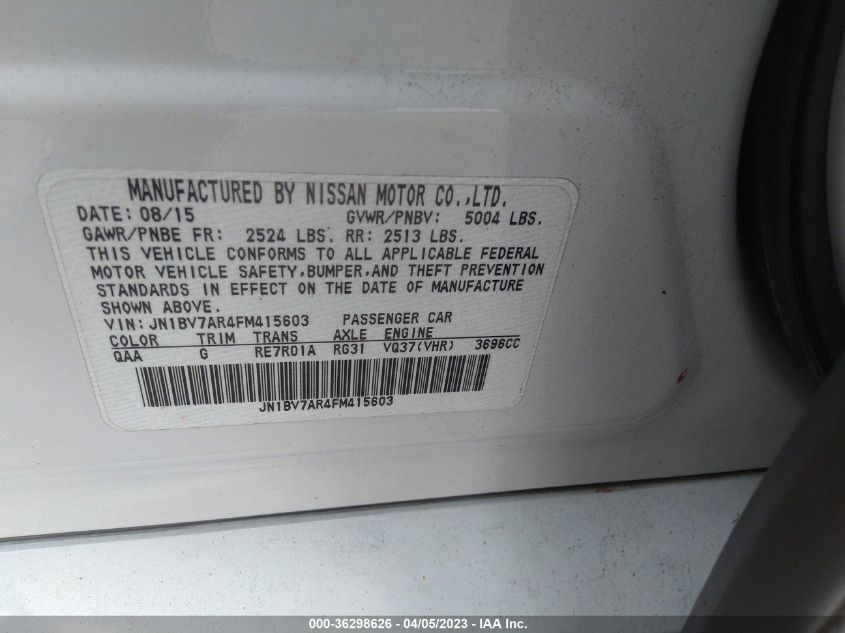 MANUFACTURED BY NISSAN MOTOR CO.,LTD.
DATE: 08/15 GVWR/PNBV: 5004 LBS.
GAWR/PNBE FR: 2524 LBS. RR: 2513 LBS.
THIS VEHICLE CONFORMS TO ALL APPLICABLE FEDERAL
MOTOR VEHICLE SAFETY,BUMPER,AND THEFT PREVENTION
STANDARDS IN EFFECT ON THE DATE OF MANUFACTURE
SHOWN ABOVE.
VIN: JN1BV7AR4FM415603 PASSENGER CAR
COLOR TRIM TRANS AXLE ENGINE
QAA G RE7R01A RG31 VQ37(VHR) 3696CC
JN1BV7AR4FM415603
000-36298626 - 04/05/2023 - IAA Inc.